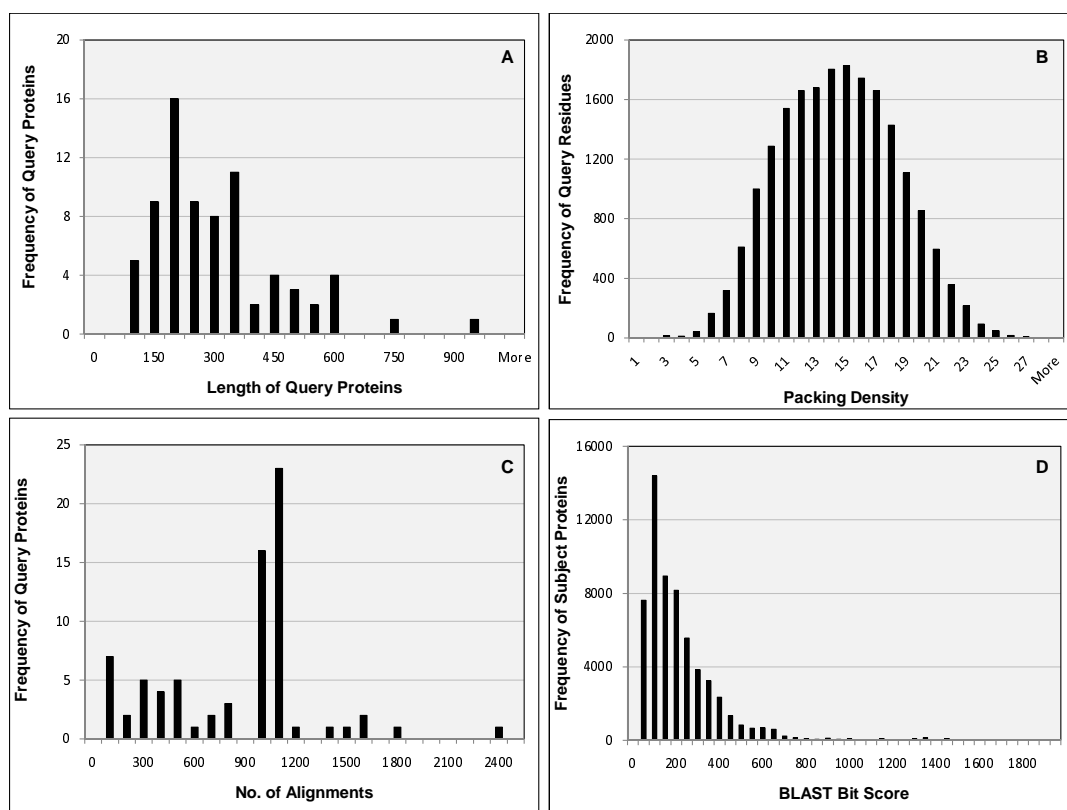 A
Frequency of Query Proteins
20
16
12
8
4
0
0 150 300 450 600 750 900 More
Length of Query Proteins
B
Frequency of Query Residues
2000
1600
1200
800
400
0
1 3 5 7 9 11 13 15 17 19 21 23 25 27 More
Packing Density
C
Frequency of Query Proteins
25
20
15
10
5
0
0 300 600 900 1200 1500 1800 2100 2400
No. of Alignments
D
Frequency of Subject Proteins
16000
12000
8000
4000
0
0 200 400 600 800 1000 1200 1400 1600 1800
BLAST Bit Score